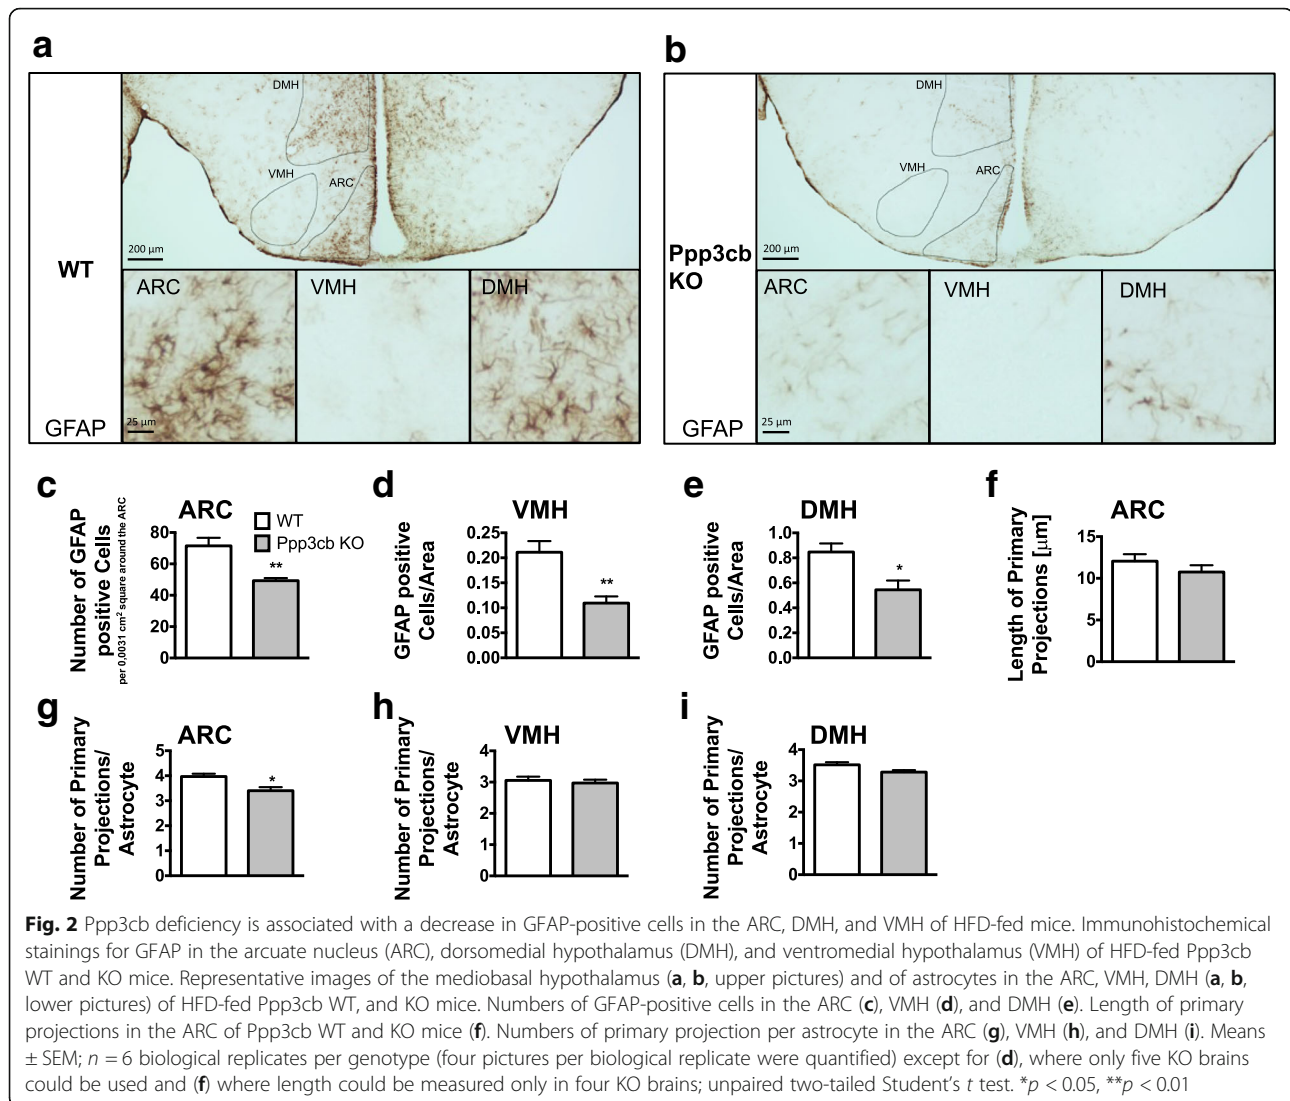 a
b
DMH
VMH
ARC
200 µm
WT
ARC
VMH
DMH
25 µm
GFAP
DMH
VMH
ARC
200 µm
Ppp3cb
KO
ARC
VMH
DMH
25 µm
GFAP
c
ARC
Number of GFAP
positive Cells
per 0,0031 cm² square around the ARC
80
60
40
20
0
**
WT
Ppp3cb KO
d
VMH
GFAP positive
Cells/Area
0.25
0.20
0.15
0.10
0.05
0.00
**
e
DMH
GFAP positive
Cells/Area
1.0
0.8
0.6
0.4
0.2
0.0
*
f
ARC
Length of Primary
Projections [µm]
15
10
5
0
g
ARC
Number of Primary
Projections/
Astrocyte
5
4
3
2
1
0
*
h
VMH
Number of Primary
Projections/
Astrocyte
4
3
2
1
0
i
DMH
Number of Primary
Projections/
Astrocyte
4
3
2
1
0
Fig. 2 Ppp3cb deficiency is associated with a decrease in GFAP-positive cells in the ARC, DMH, and VMH of HFD-fed mice. Immunohistochemical
stainings for GFAP in the arcuate nucleus (ARC), dorsomedial hypothalamus (DMH), and ventromedial hypothalamus (VMH) of HFD-fed Ppp3cb
WT and KO mice. Representative images of the mediobasal hypothalamus (a, b, upper pictures) and of astrocytes in the ARC, VMH, DMH (a, b,
lower pictures) of HFD-fed Ppp3cb WT, and KO mice. Numbers of GFAP-positive cells in the ARC (c), VMH (d), and DMH (e). Length of primary
projections in the ARC of Ppp3cb WT and KO mice (f). Numbers of primary projection per astrocyte in the ARC (g), VMH (h), and DMH (i). Means
± SEM; n = 6 biological replicates per genotype (four pictures per biological replicate were quantified) except for (d), where only five KO brains
could be used and (f) where length could be measured only in four KO brains; unpaired two-tailed Student's t test. *p < 0.05, **p < 0.01